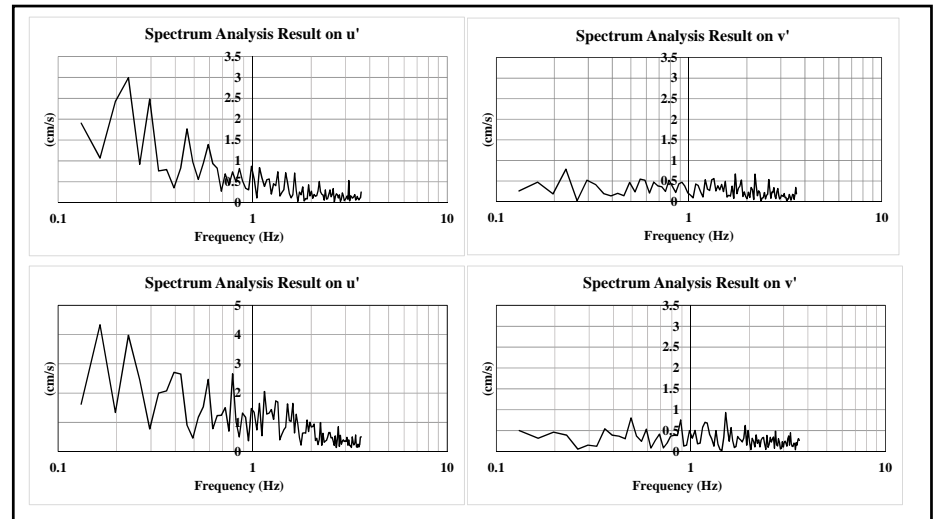 Spectrum Analysis Result on u'
3.5
3
2.5
2
1.5
1
0.5
0
(cm/s)
0.1 1 10
Frequency (Hz)
Spectrum Analysis Result on v'
3.5
3
2.5
2
1.5
1
0.5
0
(cm/s)
0.1 1 10
Frequency (Hz)
Spectrum Analysis Result on u'
5
4
3
2
1
0
(cm/s)
0.1 1 10
Frequency (Hz)
Spectrum Analysis Result on v'
3.5
3
2.5
2
1.5
1
0.5
0
(cm/s)
0.1 1 10
Frequency (Hz)